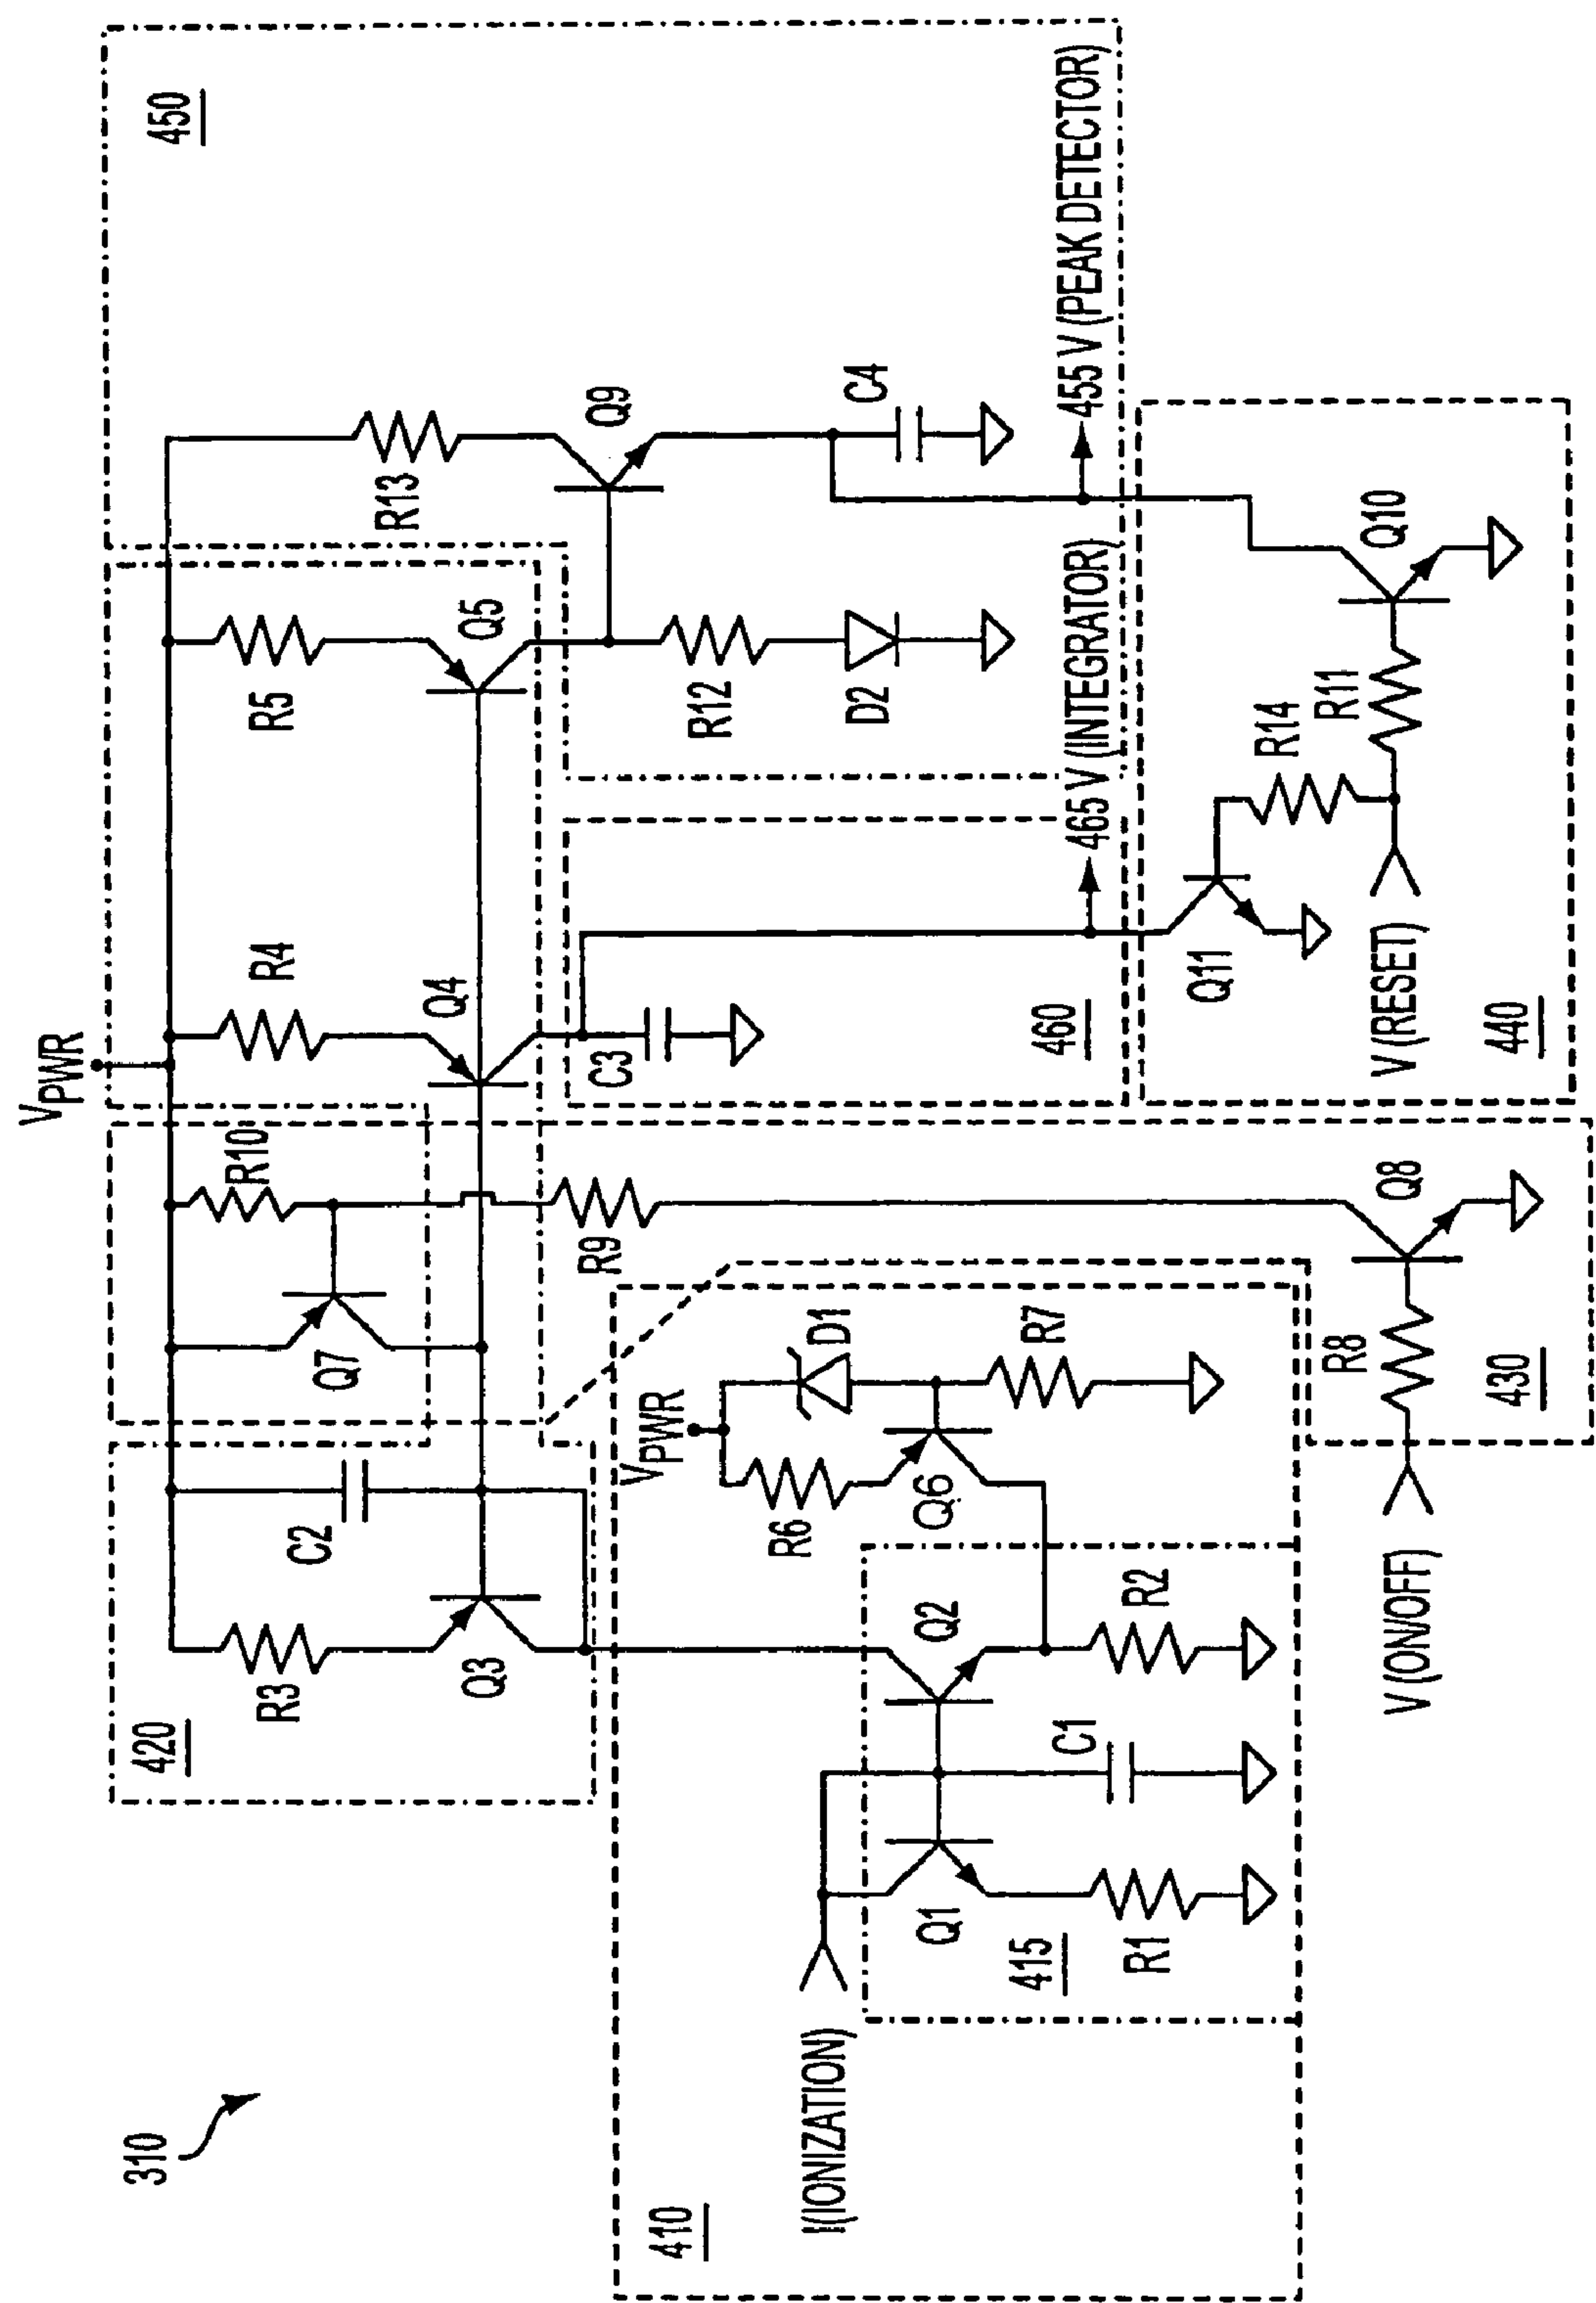 310
V PWR
420
R3
Q3
C2
Q7
R10
R4
Q4
R5
Q5
R13
Q9
450
C3
R12
D2
C4
R9
460
465 V (INTEGRATOR)
455 V (PEAK DETECTOR)
410
I(IONIZATION)
Q1
415
R1
C1
Q2
R2
V PWR
R6
Q6
D1
R7
V (ON/OFF)
R8
430
Q8
Q11
V (RESET)
440
R14
R11
Q10